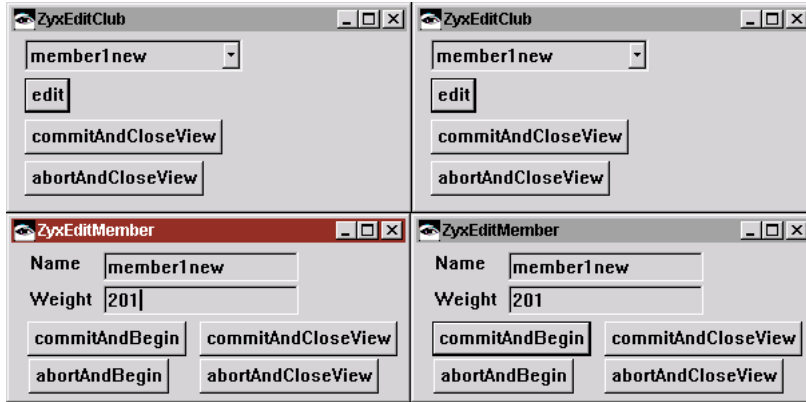 ZyxEditClub
member1new
edit
commitAndCloseView
abortAndCloseView
ZyxEditClub
member1new
edit
commitAndCloseView
abortAndCloseView
ZyxEditMember
Name member1new
Weight 201
commitAndBegin commitAndCloseView
abortAndBegin abortAndCloseView
ZyxEditMember
Name member1new
Weight 201
commitAndBegin commitAndCloseView
abortAndBegin abortAndCloseView